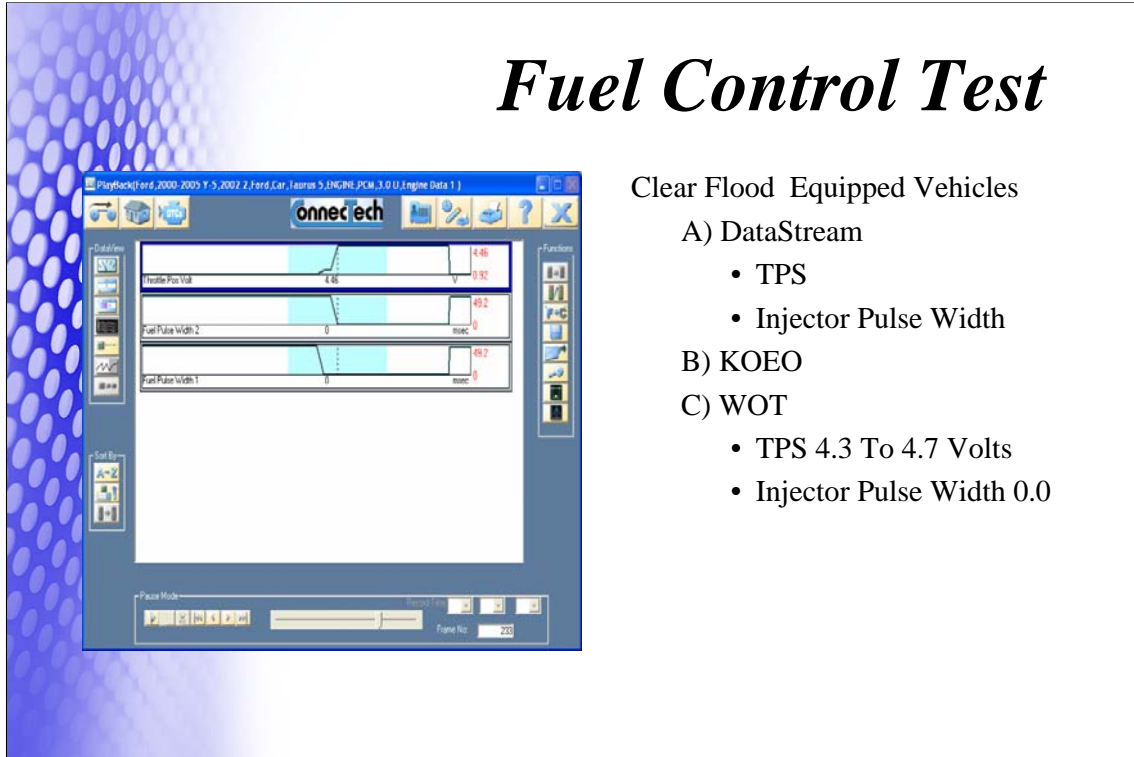 Fuel Control Test
PlayBack(Ford,2000-2005 Y-5,2002 2,Ford,Car,Taurus 5,ENGINE,PCM,3.0 U,Engine Data 1 )
DTCs
ConnecTech
?
X
DataView
Functions
4.46
Throttle Pos Volt 4.46 V 0.92
49.2
Fuel Pulse Width 2 0 msec 0
49.2
Fuel Pulse Width 1 0 msec 0
F=C
Sort By
A-Z
Pause Mode
Record Time
Frame No: 233
Clear Flood Equipped Vehicles
A) DataStream
• TPS
• Injector Pulse Width
B) KOEO
C) WOT
• TPS 4.3 To 4.7 Volts
• Injector Pulse Width 0.0